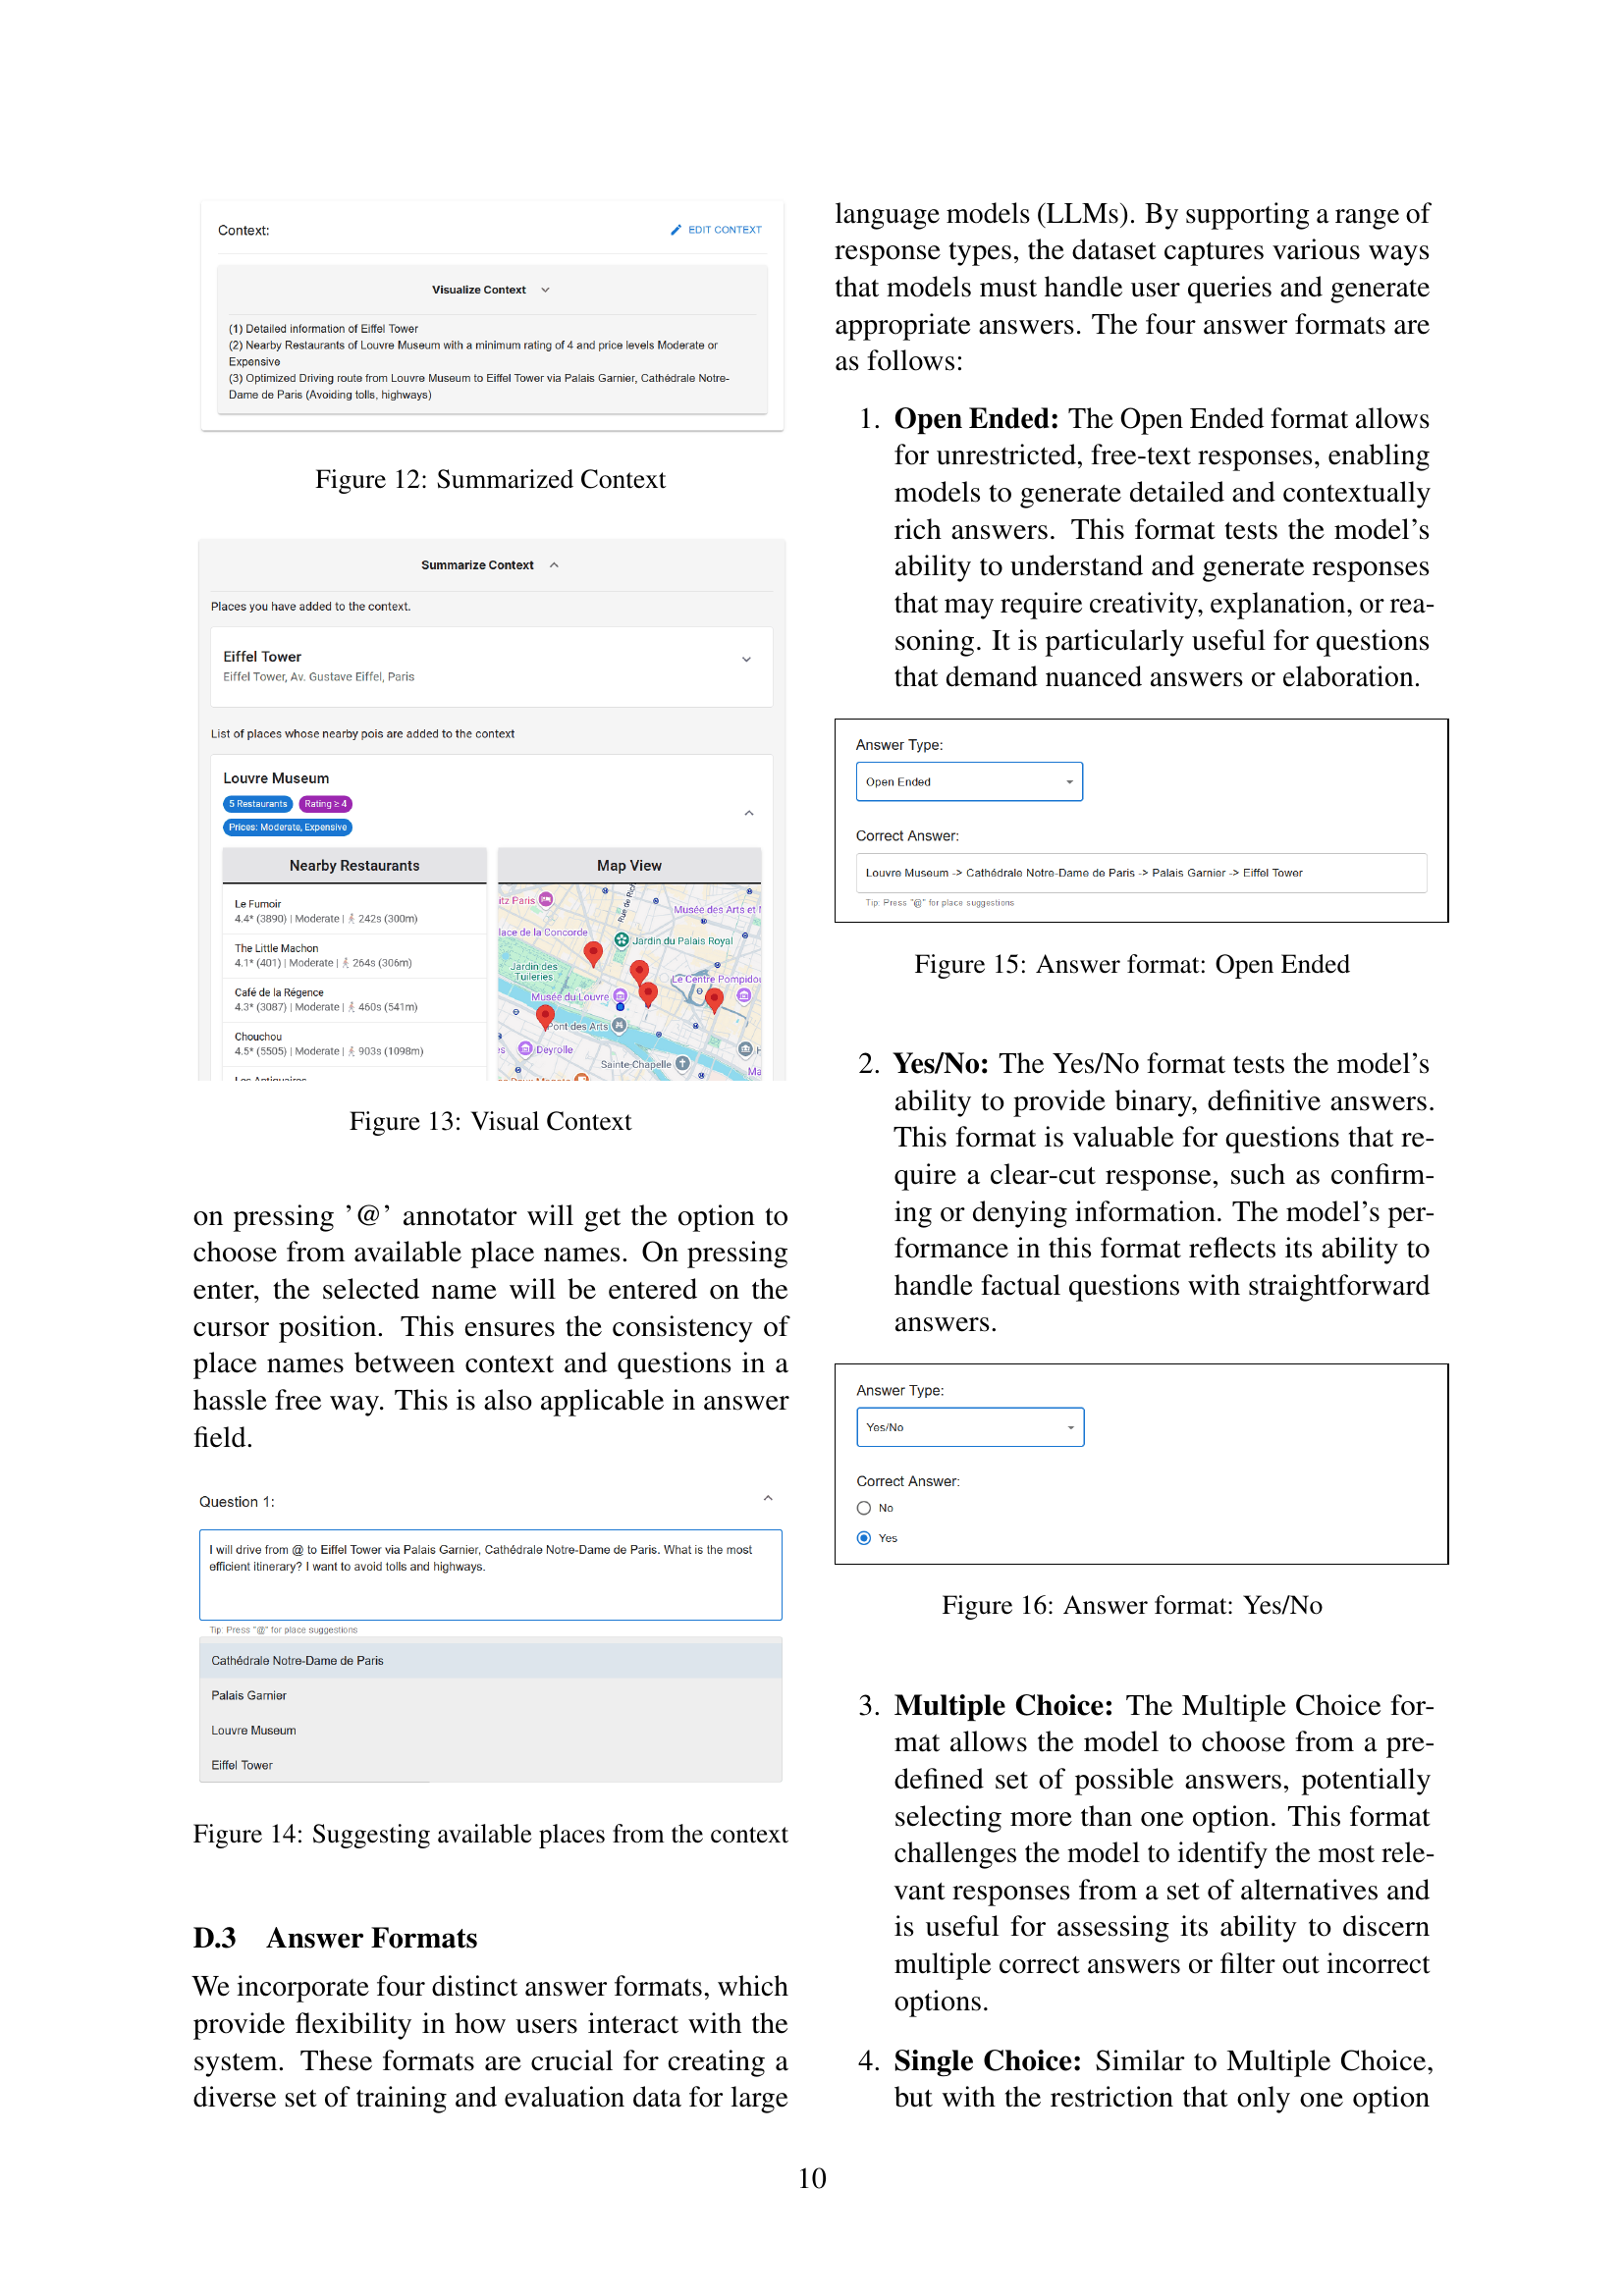 Context:
EDIT CONTEXT
Visualize Context
(1) Detailed information of Eiffel Tower
(2) Nearby Restaurants of Louvre Museum with a minimum rating of 4 and price levels Moderate or
Expensive
(3) Optimized Driving route from Louvre Museum to Eiffel Tower via Palais Garnier, Cathédrale Notre-
Dame de Paris (Avoiding tolls, highways)
Figure 12: Summarized Context
Summarize Context
Places you have added to the context.
Eiffel Tower
Eiffel Tower, Av. Gustave Eiffel, Paris
List of places whose nearby pois are added to the context
Louvre Museum
5 Restaurants
Rating ≥ 4
Prices: Moderate, Expensive
Nearby Restaurants
Le Fumoir
4.4* (3890) | Moderate | 242s (300m)
The Little Machon
4.1* (401) | Moderate | 264s (306m)
Café de la Régence
4.3* (3087) | Moderate | 460s (541m)
Chouchou
4.5* (5505) | Moderate | 903s (1098m)
Map View
itz Paris
Rue de Ric
Musée des Arts et M
lace de la Concorde
Jardin du Palais Royal
Jardin des
Tuileries
Le Centre Pompidou
Musée du Louvre
Pont des Arts
es
Deyrolle
Sainte-Chapelle
H
Ma
Figure 13: Visual Context
on pressing ’@’ annotator will get the option to
choose from available place names. On pressing
enter, the selected name will be entered on the
cursor position. This ensures the consistency of
place names between context and questions in a
hassle free way. This is also applicable in answer
field.
Question 1:
I will drive from @ to Eiffel Tower via Palais Garnier, Cathédrale Notre-Dame de Paris. What is the most
efficient itinerary? I want to avoid tolls and highways.
Tip: Press "@" for place suggestions
Cathédrale Notre-Dame de Paris
Palais Garnier
Louvre Museum
Eiffel Tower
Figure 14: Suggesting available places from the context
D.3 Answer Formats
We incorporate four distinct answer formats, which
provide flexibility in how users interact with the
system. These formats are crucial for creating a
diverse set of training and evaluation data for large
language models (LLMs). By supporting a range of
response types, the dataset captures various ways
that models must handle user queries and generate
appropriate answers. The four answer formats are
as follows:
1. Open Ended: The Open Ended format allows
for unrestricted, free-text responses, enabling
models to generate detailed and contextually
rich answers. This format tests the model’s
ability to understand and generate responses
that may require creativity, explanation, or rea-
soning. It is particularly useful for questions
that demand nuanced answers or elaboration.
Answer Type:
Open Ended
Correct Answer:
Louvre Museum -> Cathédrale Notre-Dame de Paris -> Palais Garnier -> Eiffel Tower
Tip: Press "@" for place suggestions
Figure 15: Answer format: Open Ended
2. Yes/No: The Yes/No format tests the model’s
ability to provide binary, definitive answers.
This format is valuable for questions that re-
quire a clear-cut response, such as confirm-
ing or denying information. The model’s per-
formance in this format reflects its ability to
handle factual questions with straightforward
answers.
Answer Type:
Yes/No
Correct Answer:
No
Yes
Figure 16: Answer format: Yes/No
3. Multiple Choice: The Multiple Choice for-
mat allows the model to choose from a pre-
defined set of possible answers, potentially
selecting more than one option. This format
challenges the model to identify the most rele-
vant responses from a set of alternatives and
is useful for assessing its ability to discern
multiple correct answers or filter out incorrect
options.
4. Single Choice: Similar to Multiple Choice,
but with the restriction that only one option
10